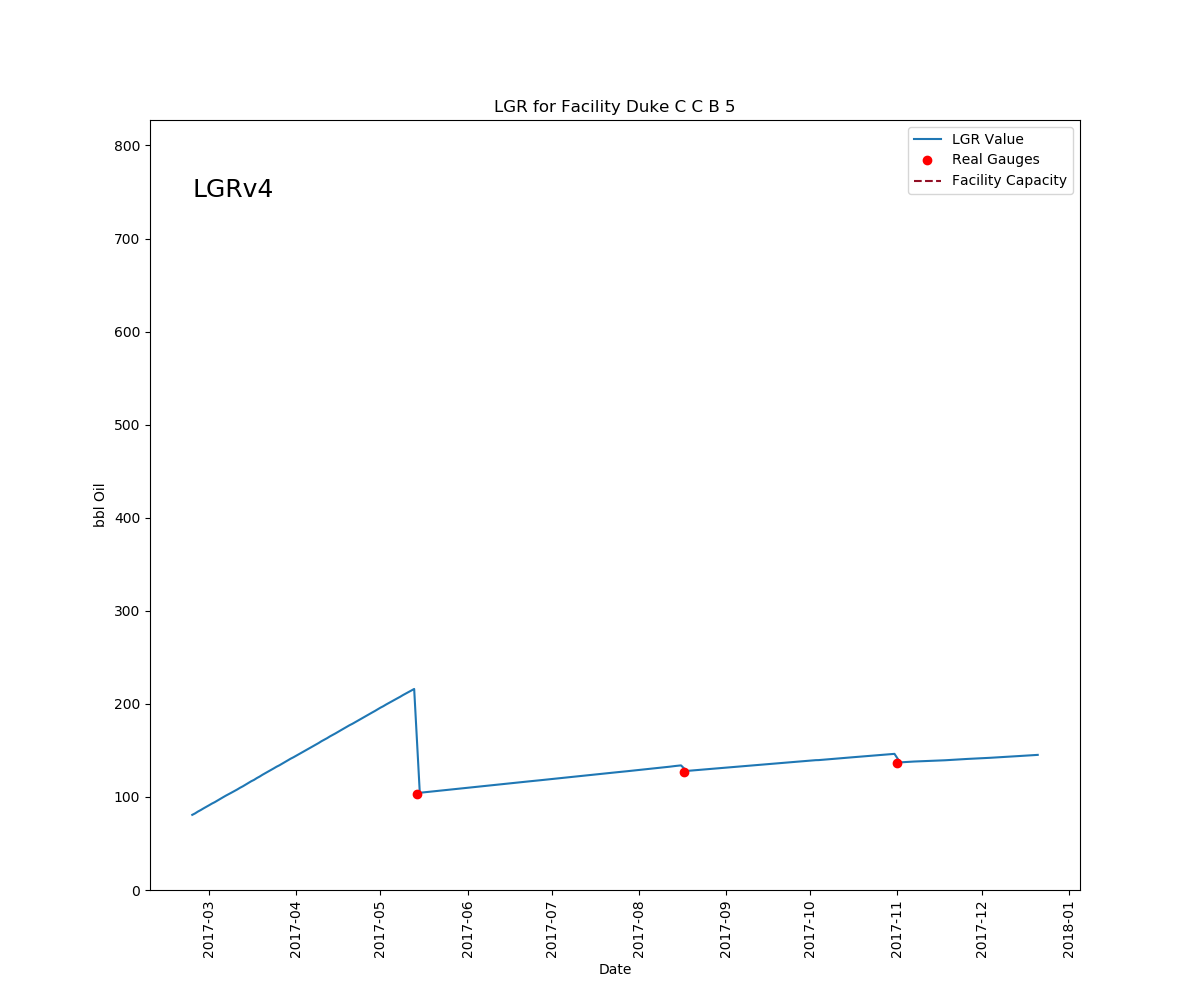 LGR for Facility Duke C C B 5
LGRv4
LGR Value
Real Gauges
Facility Capacity
800
700
600
500
400
300
200
100
0
bbl Oil
2017-03
2017-04
2017-05
2017-06
2017-07
2017-08
2017-09
2017-10
2017-11
2017-12
2018-01
Date